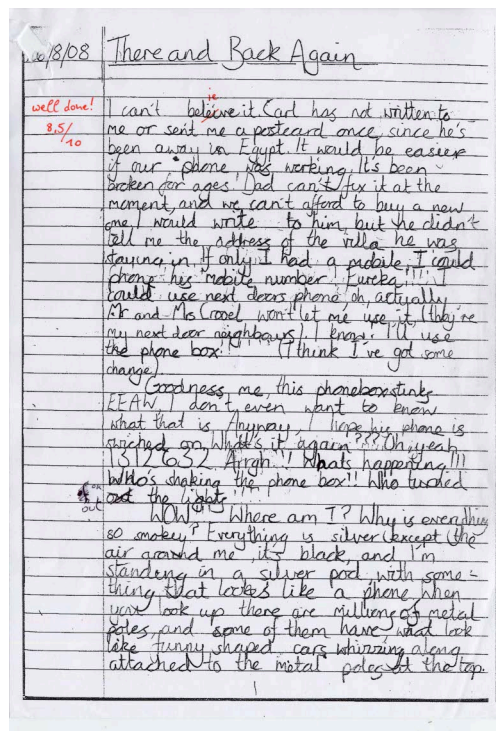 6/8/08 There and Back Again
well done!
8.5/10
ie
I can't beleive it. Carl has not written to
me or sent me a postcard once, since he's
been away in Egypt. It would be easier
if our phone was working. It's been
broken for ages. Dad can't fix it at the
moment, and we can't afford to buy a new
one. I would write to him, but he didn't
tell me the address of the villa he was
staying in. If only I had a mobile, I could
phone his mobile number! Eureka!!!! I
could use next doors phone, oh, actyually
Mr and Mrs won't let me use it (they're
my next door neighbours). I know! I'll use
the phone box!!! (I think I've got some
change)
Goodness me, this phonebox stinks
EEAW I don't even want to know
what that is. Anyway, I hope his phone is
swiched on. What's it again??? Oh, yeah
1312632 Arrgh!! Whats happening!!!
Who's shaking the phone box!! Who turned
out the lights
out
WOW!! Where am I? Why is everything
so smokey? Everything is silver (except the
air around me, it's black, and I'm
standing in a silver pod with some-
thing that lookes like a phone. When
you look up there are millions of metal
poles, and some of them have, what look
like funny shaped, cars whirring along
attached to the metal poles at the top.
1